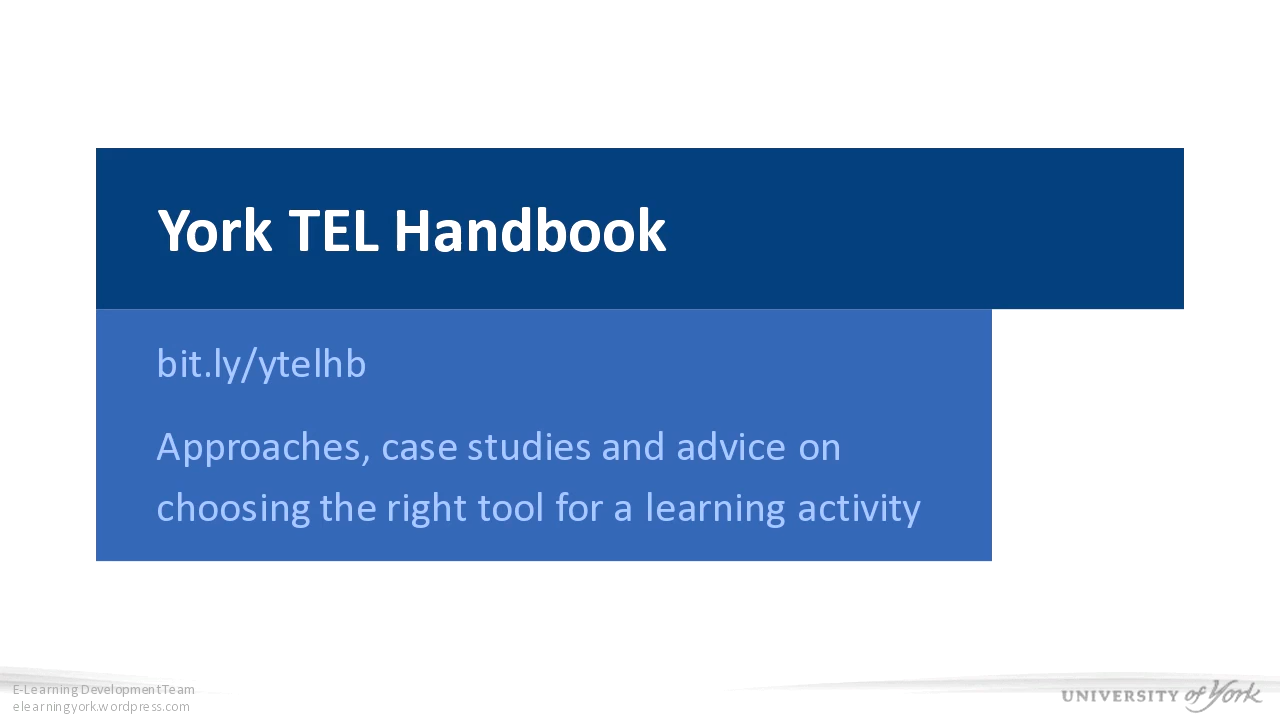 York TEL Handbook
bit.ly/ytelhb
Approaches, case studies and advice on
choosing the right tool for a learning activity
E-Learning Development Team
elearningyork.wordpress.com
UNIVERSITY of York